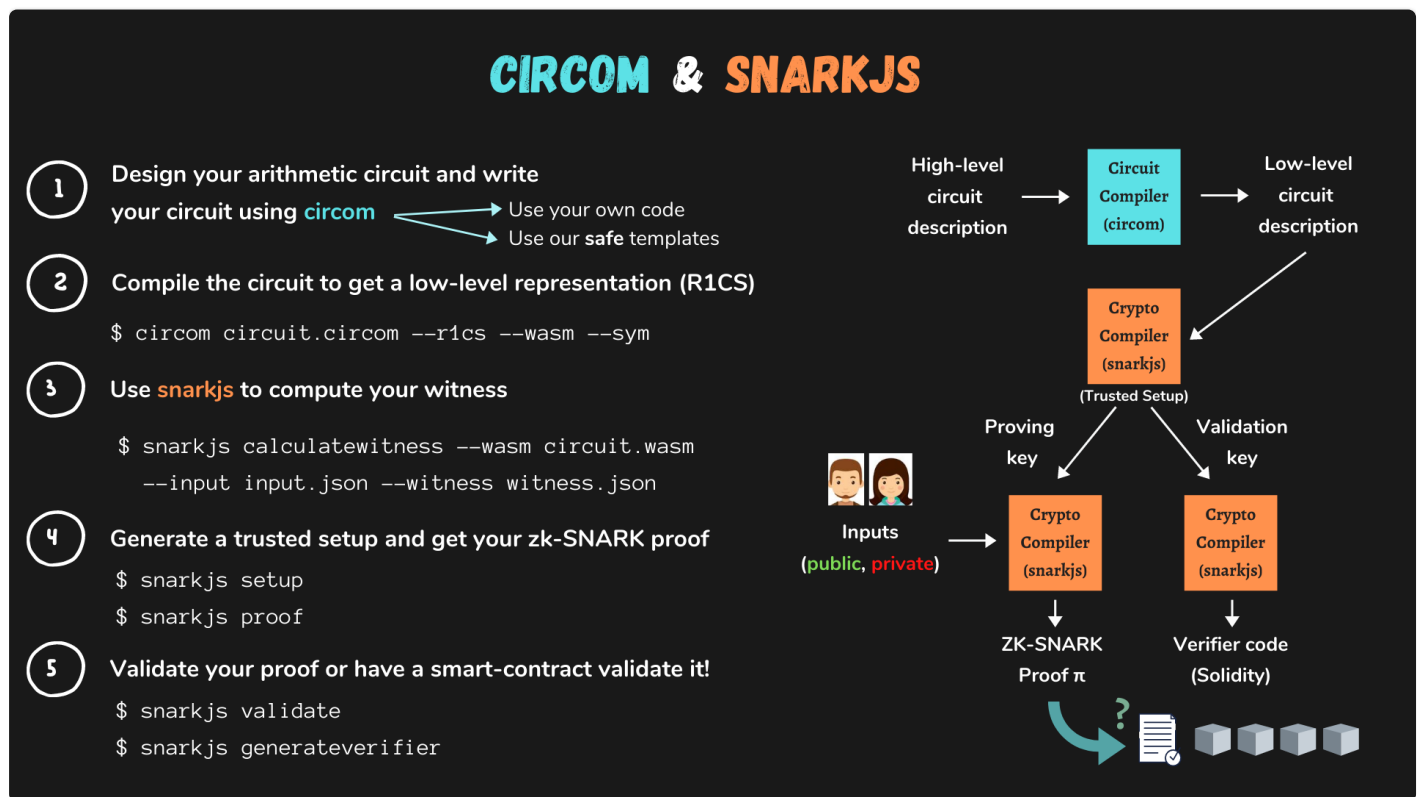 CIRCOM & SNARKJS
1
Design your arithmetic circuit and write
your circuit using circom
Use your own code
Use our safe templates
2
Compile the circuit to get a low-level representation (R1CS)
$ circom circuit.circom --r1cs --wasm --sym
3
Use snarkjs to compute your witness
$ snarkjs calculatewitness --wasm circuit.wasm
--input input.json --witness witness.json
4
Generate a trusted setup and get your zk-SNARK proof
$ snarkjs setup
$ snarkjs proof
5
Validate your proof or have a smart-contract validate it!
$ snarkjs validate
$ snarkjs generateverifier
High-level
circuit
description
Circuit
Compiler
(circom)
Low-level
circuit
description
Crypto
Compiler
(snarkjs)
(Trusted Setup)
Proving
key
Validation
key
Inputs
(public, private)
Crypto
Compiler
(snarkjs)
Crypto
Compiler
(snarkjs)
ZK-SNARK
Proof π
Verifier code
(Solidity)
?